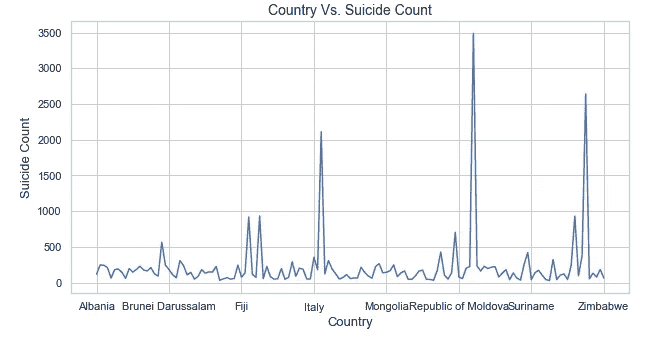 Country Vs. Suicide Count
3500
3000
2500
2000
1500
1000
500
0
Suicide Count
Albania Brunei Darussalam Fiji Italy Mongolia Republic of Moldova Suriname Zimbabwe
Country